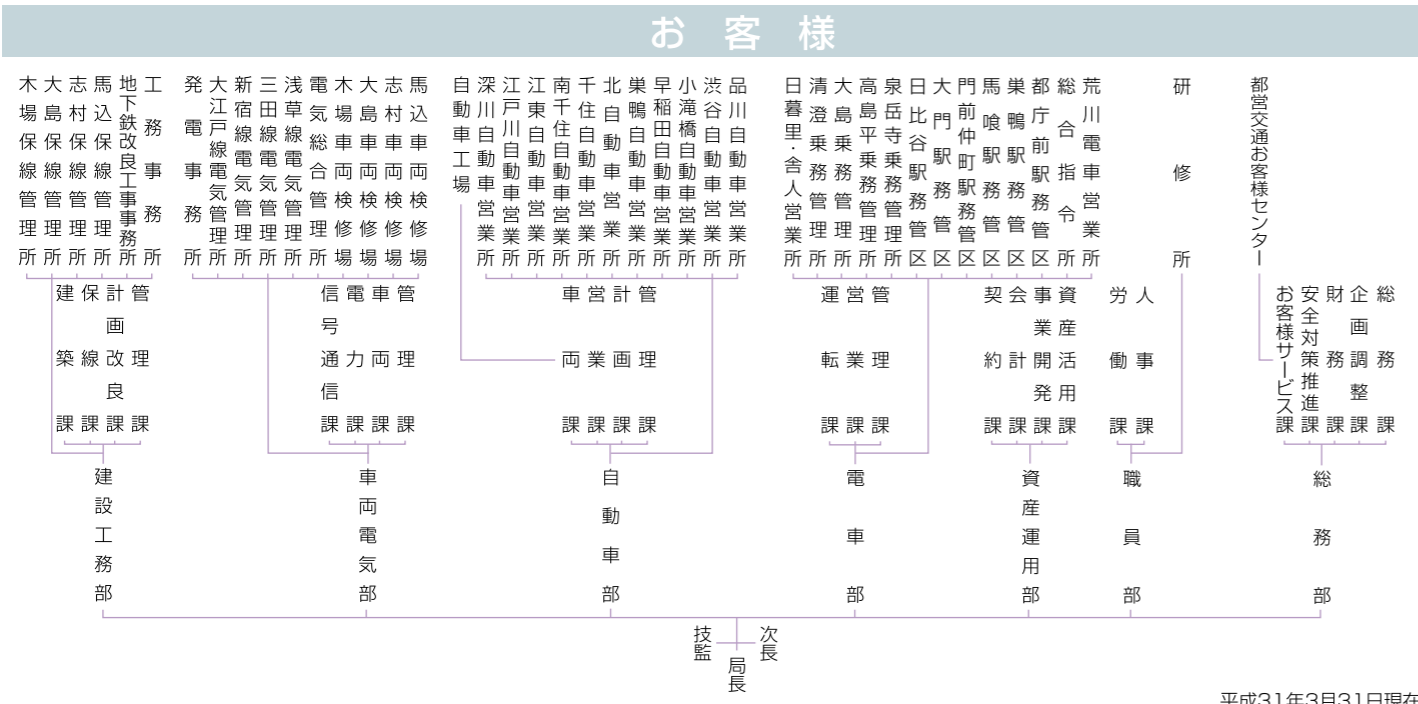 お客様
都営交通お客様センター
研修所
荒川電車営業所
総合指令所
都庁前駅務管区
巣鴨駅務管区
馬喰駅務管区
門前仲町駅務管区
大門駅務管区
日比谷駅務管区
泉岳寺乗務管理所
高島平乗務管理所
大島乗務管理所
清澄乗務管理所
日暮里・舎人営業所
品川自動車営業所
渋谷自動車営業所
小滝橋自動車営業所
早稲田自動車営業所
巣鴨自動車営業所
北自動車営業所
千住自動車営業所
南千住自動車営業所
江東自動車営業所
江戸川自動車営業所
深川自動車営業所
自動車工場
馬込車両検修場
志村車両検修場
大島車両検修場
木場車両検修場
電気総合管理所
浅草線電気管理所
三田線電気管理所
新宿線電気管理所
大江戸線電気管理所
発電事務所
工務事務所
地下鉄改良工事事務所
馬込保線管理所
志村保線管理所
大島保線管理所
木場保線管理所
総務課
企画調整課
財務課
安全対策推進課
お客様サービス課
人事課
労働課
資産活用課
事業開発課
会計課
契約課
管理課
営業課
運転課
管理課
計画課
営業課
車両課
管理課
車両課
電力課
信号通信課
管理課
計画改良課
保線課
建築課
総務部
職員部
資産運用部
電車部
自動車部
車両電気部
建設工務部
次長
技監
局長
平成31年3月31日現在